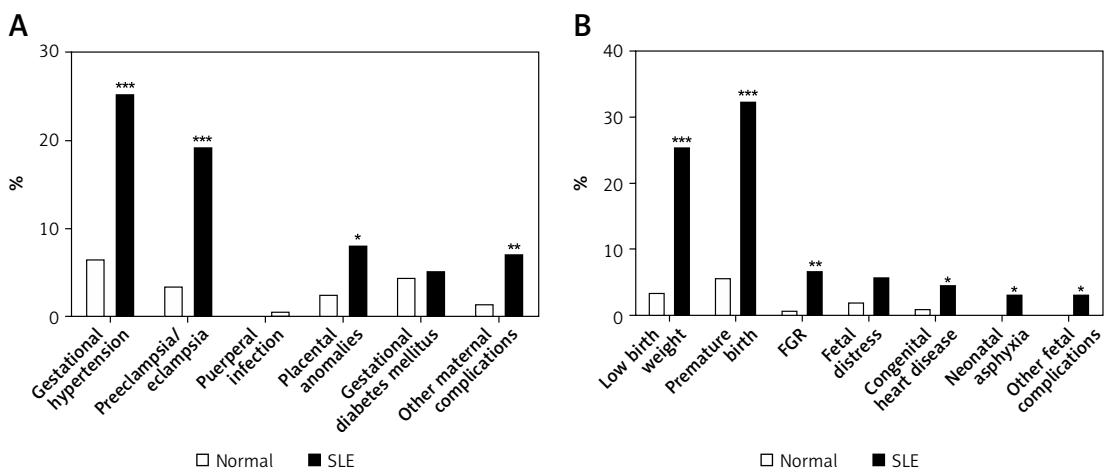 A
30
20
10
0
%
***
***
*
**
Gestational
hypertension
Preeclampsia/
eclampsia
Puerperal
infection
Placental
anomalies
Gestational
diabetes mellitus
Other maternal
complications
Normal
SLE
B
40
30
20
10
0
%
***
***
**
*
*
*
Low birth
weight
Premature
birth
FGR
Fetal
distress
Congenital
heart disease
Neonatal
asphyxia
Other fetal
complications
Normal
SLE